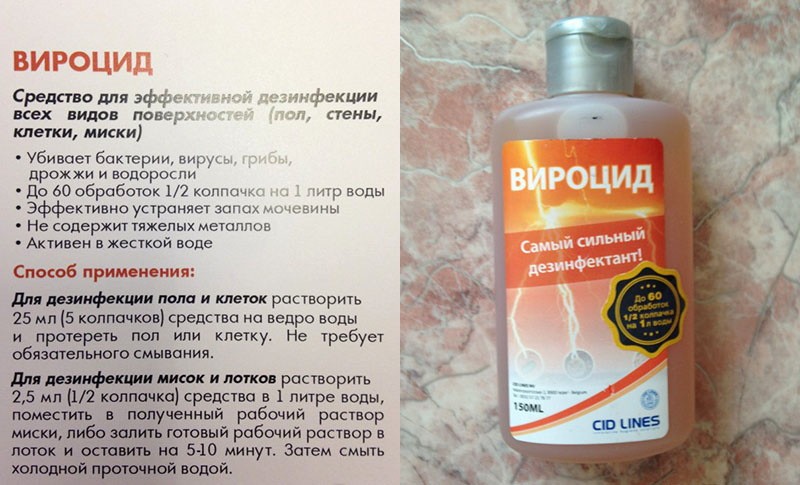 ВИРОЦИД
Средство для эффективной дезинфекции
всех видов поверхностей (пол, стены,
клетки, миски)
• Убивает бактерии, вирусы, грибы,
дрожжи и водоросли
• До 60 обработок 1/2 колпачка на 1 литр воды
• Эффективно устраняет запах мочевины
• Не содержит тяжелых металлов
• Активен в жесткой воде
Способ применения:
Для дезинфекции пола и клеток растворить
25 мл (5 колпачков) средства на ведро воды
и протереть пол или клетку. Не требует
обязательного смывания.
Для дезинфекции мисок и лотков растворить
2,5 мл (1/2 колпачка) средства в 1 литре воды,
поместить в полученный рабочий раствор
миски, либо залить готовый рабочий раствор в
лоток и оставить на 5-10 минут. Затем смыть
холодной проточной водой.
ВИРОЦИД
Самый сильный
дезинфектант!
До 60
обработок
1/2 колпачка
на 1л воды
CID LINES NV
150ML
CID LINES